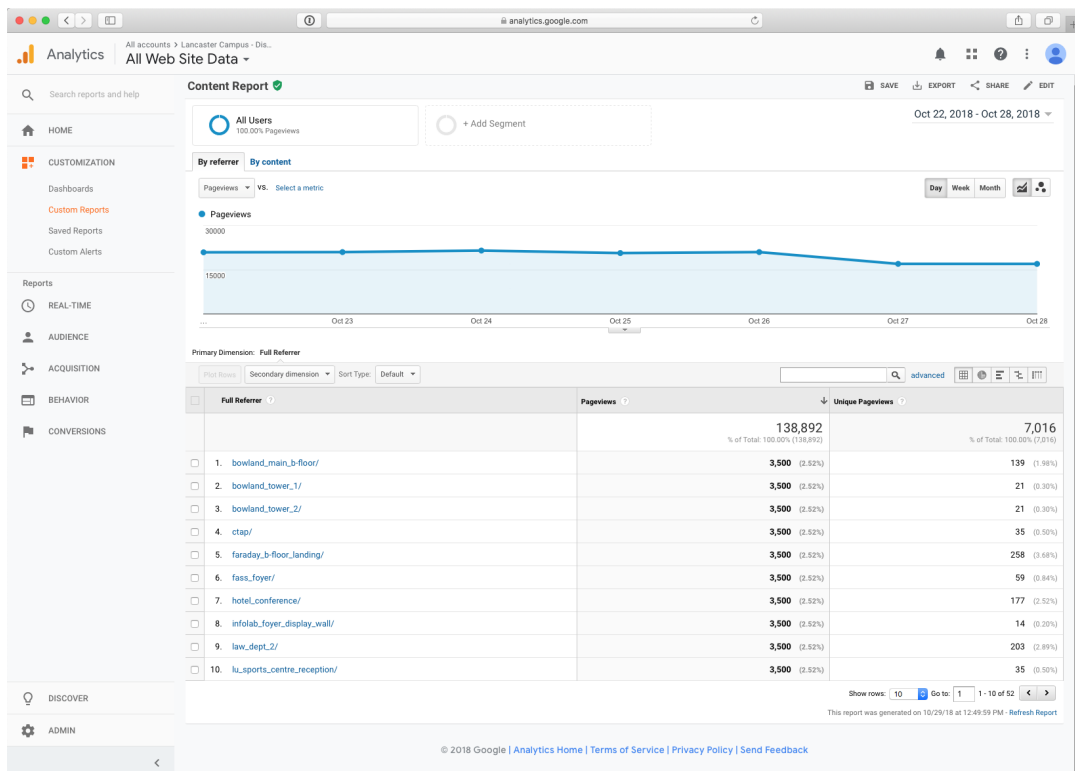 analytics.google.com
Analytics
All accounts > Lancaster Campus - Dis...
All Web Site Data
Search reports and help
HOME
CUSTOMIZATION
Dashboards
Custom Reports
Saved Reports
Custom Alerts
Reports
REAL-TIME
AUDIENCE
ACQUISITION
BEHAVIOR
CONVERSIONS
DISCOVER
ADMIN
Content Report
SAVE EXPORT SHARE EDIT
All Users
100.00% Pageviews
+ Add Segment
Oct 22, 2018 - Oct 28, 2018
By referrer By content
Pageviews VS. Select a metric
Day Week Month
Pageviews
30000
15000
... Oct 23 Oct 24 Oct 25 Oct 26 Oct 27 Oct 28
Primary Dimension: Full Referrer
Plot Rows Secondary dimension Sort Type: Default advanced
Full Referrer ? Pageviews ? Unique Pageviews ?
138,892 7,016
% of Total: 100.00% (138,892) % of Total: 100.00% (7,016)
1. bowland_main_b-floor/ 3,500 (2.52%) 139 (1.98%)
2. bowland_tower_1/ 3,500 (2.52%) 21 (0.30%)
3. bowland_tower_2/ 3,500 (2.52%) 21 (0.30%)
4. ctap/ 3,500 (2.52%) 35 (0.50%)
5. faraday_b-floor_landing/ 3,500 (2.52%) 258 (3.68%)
6. fass_foyer/ 3,500 (2.52%) 59 (0.84%)
7. hotel_conference/ 3,500 (2.52%) 177 (2.52%)
8. infolab_foyer_display_wall/ 3,500 (2.52%) 14 (0.20%)
9. law_dept_2/ 3,500 (2.52%) 203 (2.89%)
10. lu_sports_centre_reception/ 3,500 (2.52%) 35 (0.50%)
Show rows: 10 Go to: 1 1 - 10 of 52
This report was generated on 10/29/18 at 12:49:59 PM - Refresh Report
© 2018 Google | Analytics Home | Terms of Service | Privacy Policy | Send Feedback